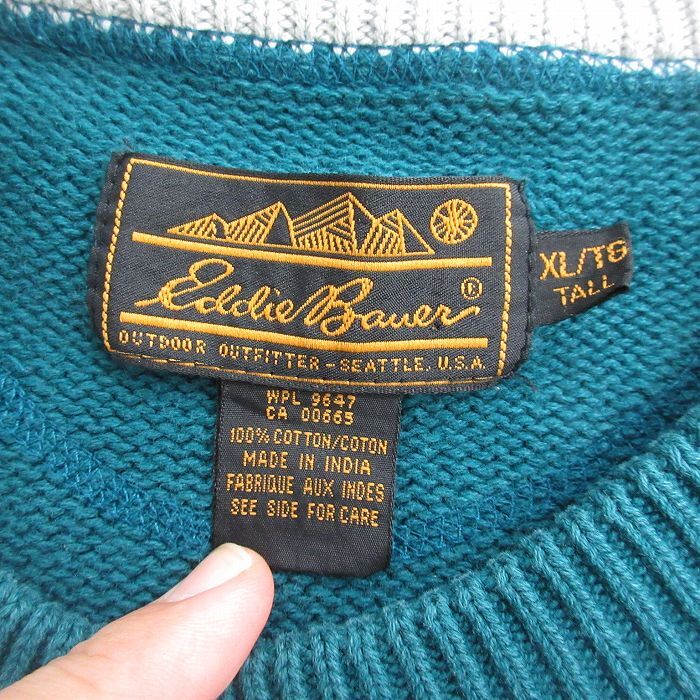 Eddie Bauer ®
OUTDOOR OUTFITTER - SEATTLE, U.S.A.
XL/TG
TALL
WPL 9647
CA 00665
100% COTTON/COTON
MADE IN INDIA
FABRIQUE AUX INDES
SEE SIDE FOR CARE